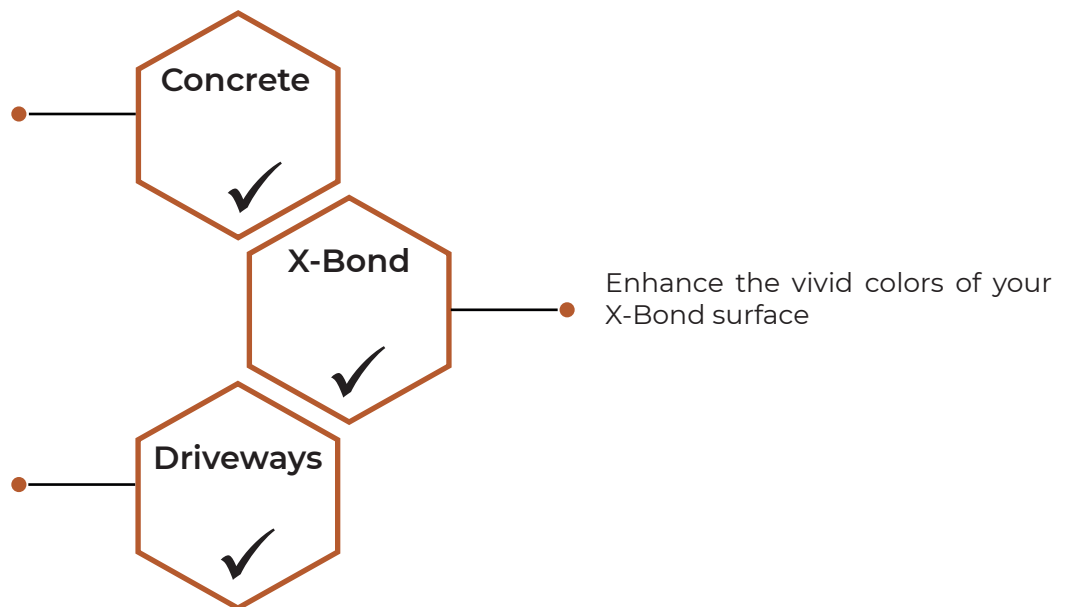 Concrete
X-Bond
Enhance the vivid colors of your
X-Bond surface
Driveways